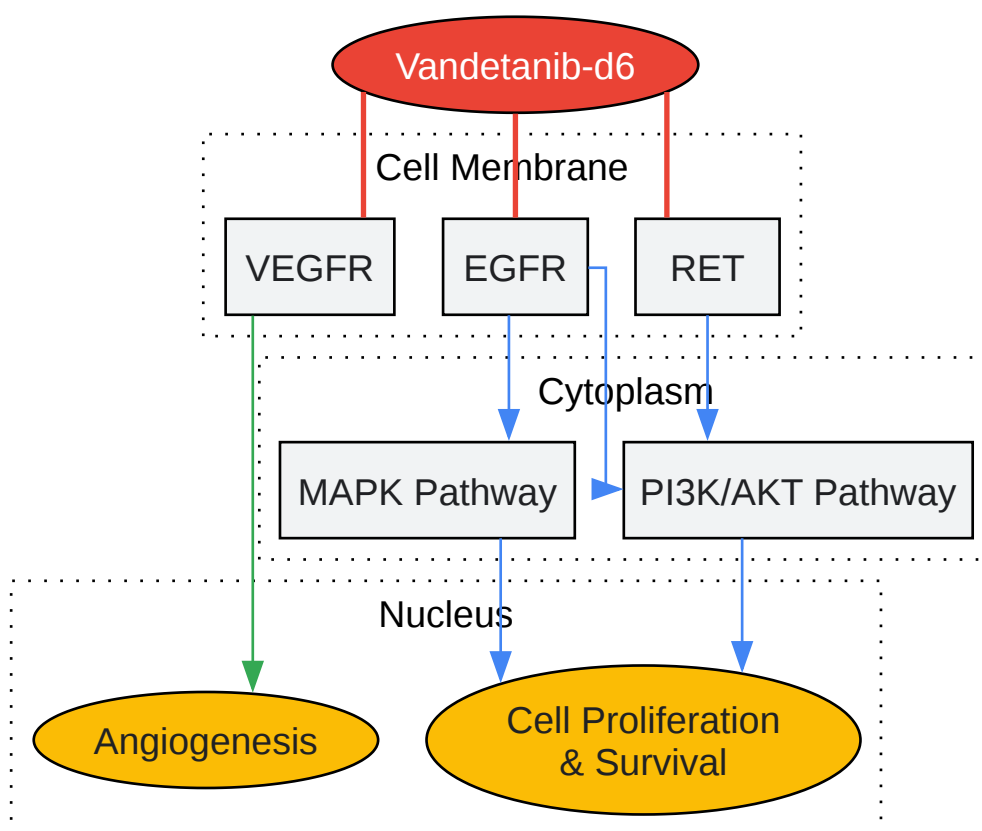 Vandetanib-d6
Cell Membrane
VEGFR
EGFR
RET
Cytoplasm
MAPK Pathway
PI3K/AKT Pathway
Nucleus
Angiogenesis
Cell Proliferation
& Survival